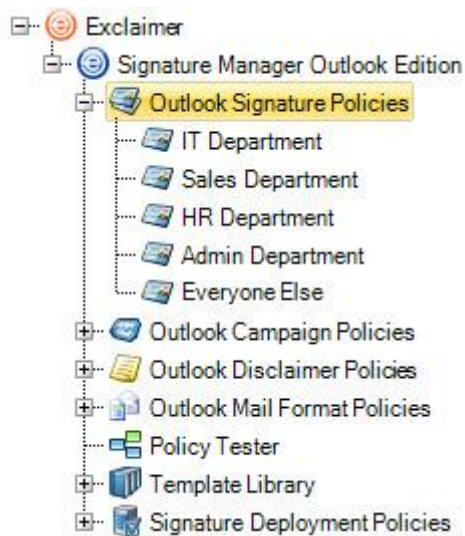 Exclaimer
Signature Manager Outlook Edition
Outlook Signature Policies
IT Department
Sales Department
HR Department
Admin Department
Everyone Else
Outlook Campaign Policies
Outlook Disclaimer Policies
Outlook Mail Format Policies
Policy Tester
Template Library
Signature Deployment Policies